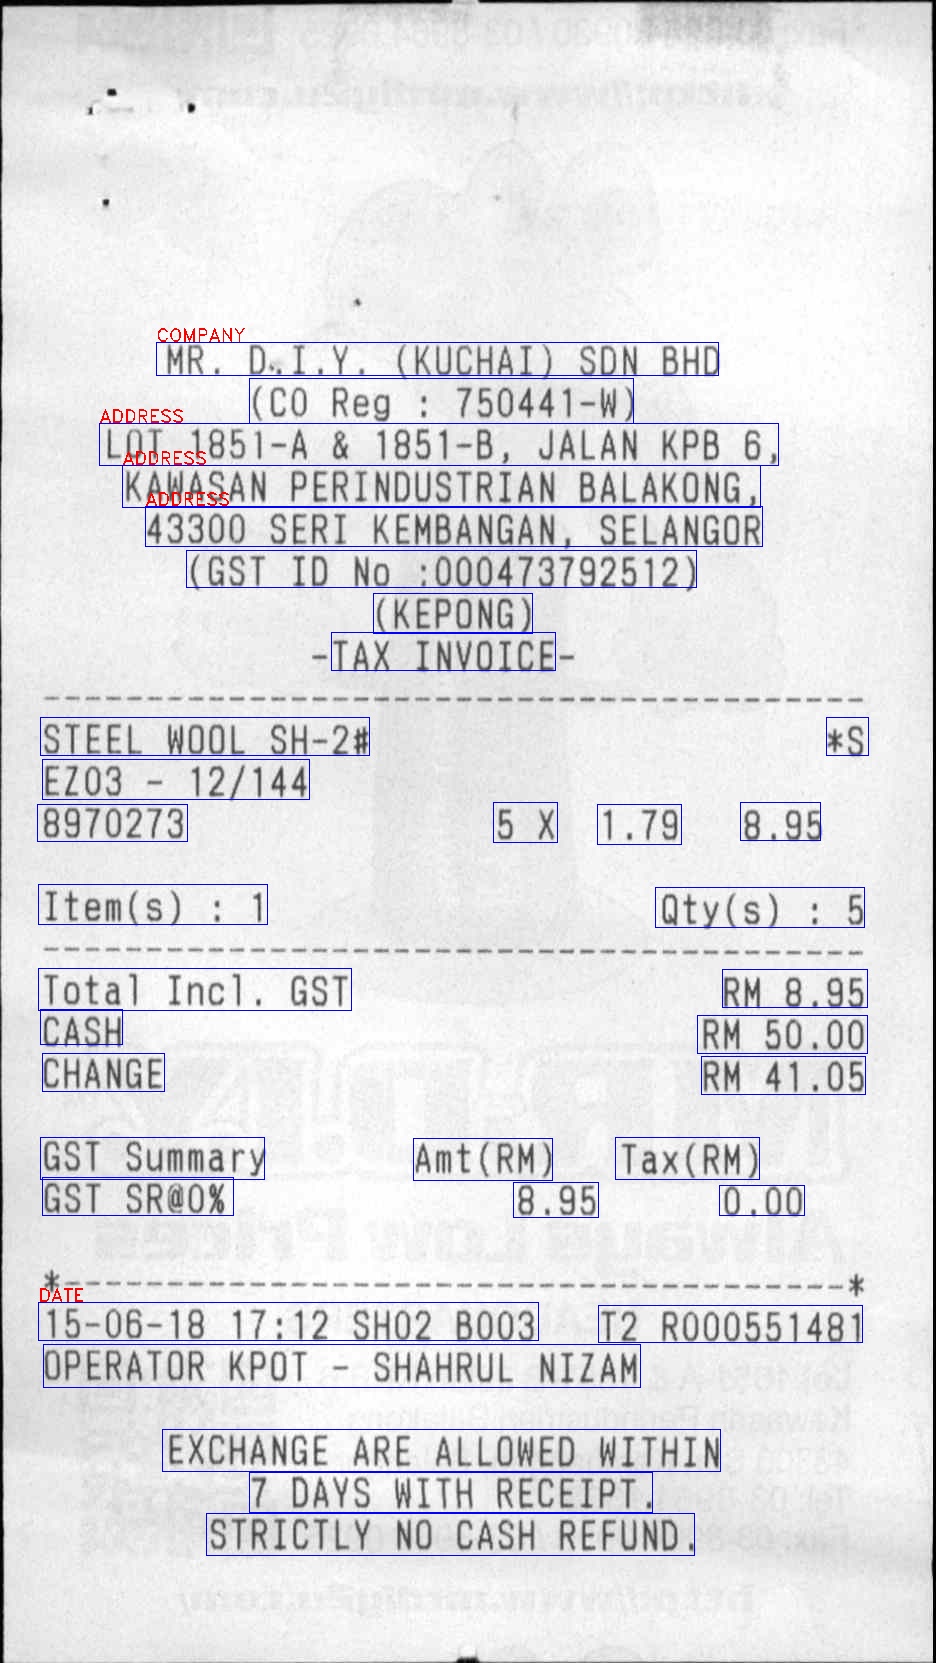 COMPANY
MR. D.I.Y. (KUCHAI) SDN BHD
(CO Reg : 750441-W)
ADDRESS
LOT 1851-A & 1851-B, JALAN KPB 6,
ADDRESS
KAWASAN PERINDUSTRIAN BALAKONG,
ADDRESS
43300 SERI KEMBANGAN, SELANGOR
(GST ID No :000473792512)
(KEPONG)
-TAX INVOICE-
STEEL WOOL SH-2# *S
EZ03 - 12/144
8970273 5 X 1.79 8.95
Item(s) : 1 Qty(s) : 5
Total Incl. GST RM 8.95
CASH RM 50.00
CHANGE RM 41.05
GST Summary Amt(RM) Tax(RM)
GST SR@0% 8.95 0.00
*--------------------------------------*
DATE
15-06-18 17:12 SH02 B003 T2 R000551481
OPERATOR KPOT - SHAHRUL NIZAM
EXCHANGE ARE ALLOWED WITHIN
7 DAYS WITH RECEIPT.
STRICTLY NO CASH REFUND.